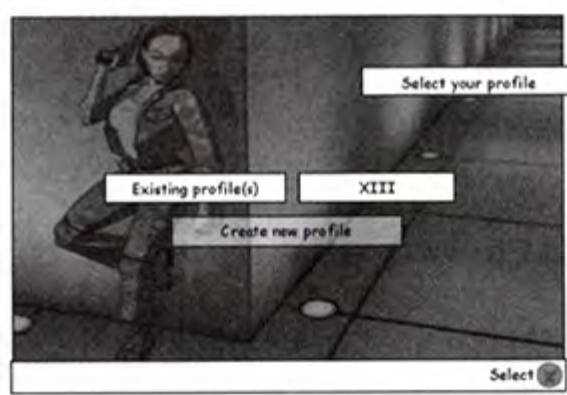 Select your profile
Existing profile(s) XIII
Create new profile
Select